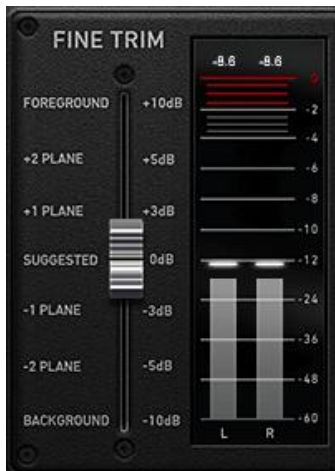 FINE TRIM
-8.6 -8.6
FOREGROUND +10dB
+2 PLANE +5dB
+1 PLANE +3dB
SUGGESTED 0dB
-1 PLANE -3dB
-2 PLANE -5dB
BACKGROUND -10dB
0
-2
-4
-6
-8
-10
-12
-24
-36
-48
-60
L R